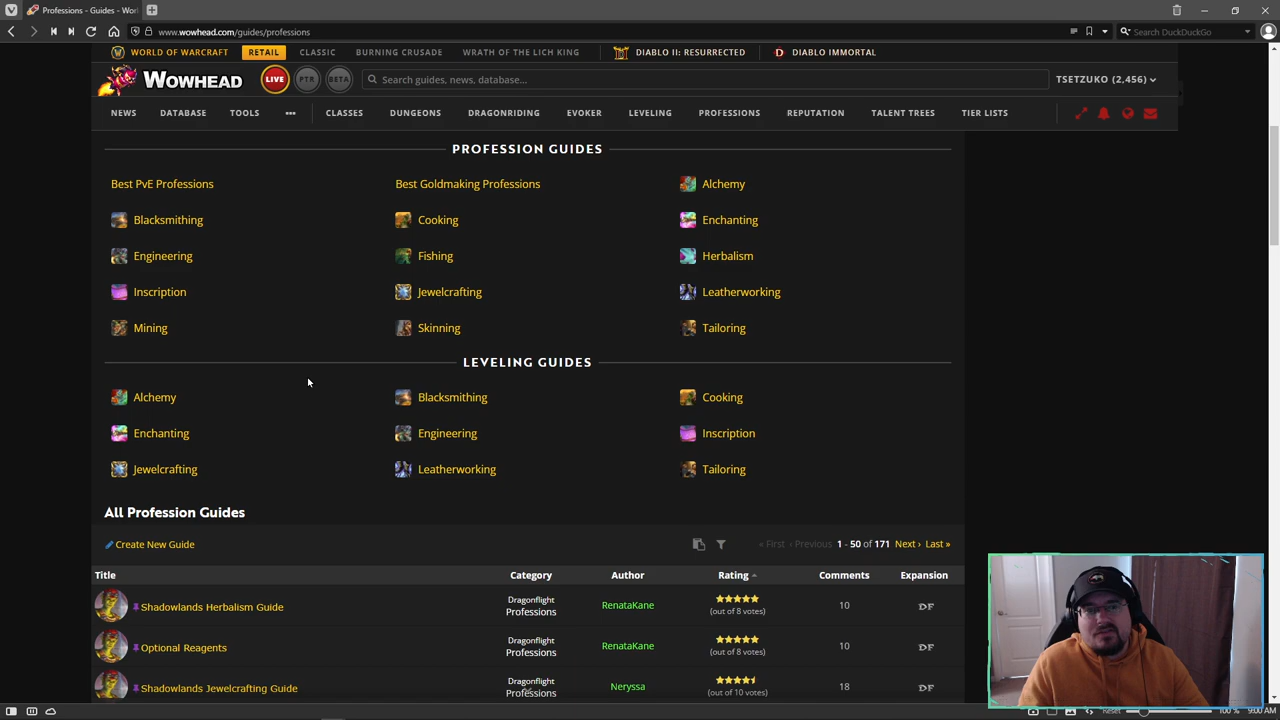 Professions - Guides - Wor
www.wowhead.com/guides/professions
Search DuckDuckGo
WORLD OF WARCRAFT RETAIL CLASSIC BURNING CRUSADE WRATH OF THE LICH KING DIABLO II: RESURRECTED DIABLO IMMORTAL
WOWHEAD LIVE PTR BETA Search guides, news, database... TSETZUKO (2,456)
NEWS DATABASE TOOLS ••• CLASSES DUNGEONS DRAGONRIDING EVOKER LEVELING PROFESSIONS REPUTATION TALENT TREES TIER LISTS
PROFESSION GUIDES
Best PvE Professions Best Goldmaking Professions Alchemy
Blacksmithing Cooking Enchanting
Engineering Fishing Herbalism
Inscription Jewelcrafting Leatherworking
Mining Skinning Tailoring
LEVELING GUIDES
Alchemy Blacksmithing Cooking
Enchanting Engineering Inscription
Jewelcrafting Leatherworking Tailoring
All Profession Guides
Create New Guide « First ‹ Previous 1 - 50 of 171 Next › Last »
Title Category Author Rating Comments Expansion
Shadowlands Herbalism Guide Dragonflight Professions RenataKane (out of 8 votes) 10 DF
Optional Reagents Dragonflight Professions RenataKane (out of 8 votes) 10 DF
Shadowlands Jewelcrafting Guide Dragonflight Professions Neryssa (out of 10 votes) 18 DF
Reset 100 % 9:00 AM